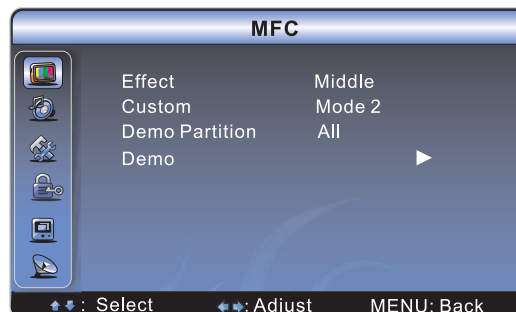 MFC
Effect Middle
Custom Mode 2
Demo Partition All
Demo
: Select : Adjust MENU: Back